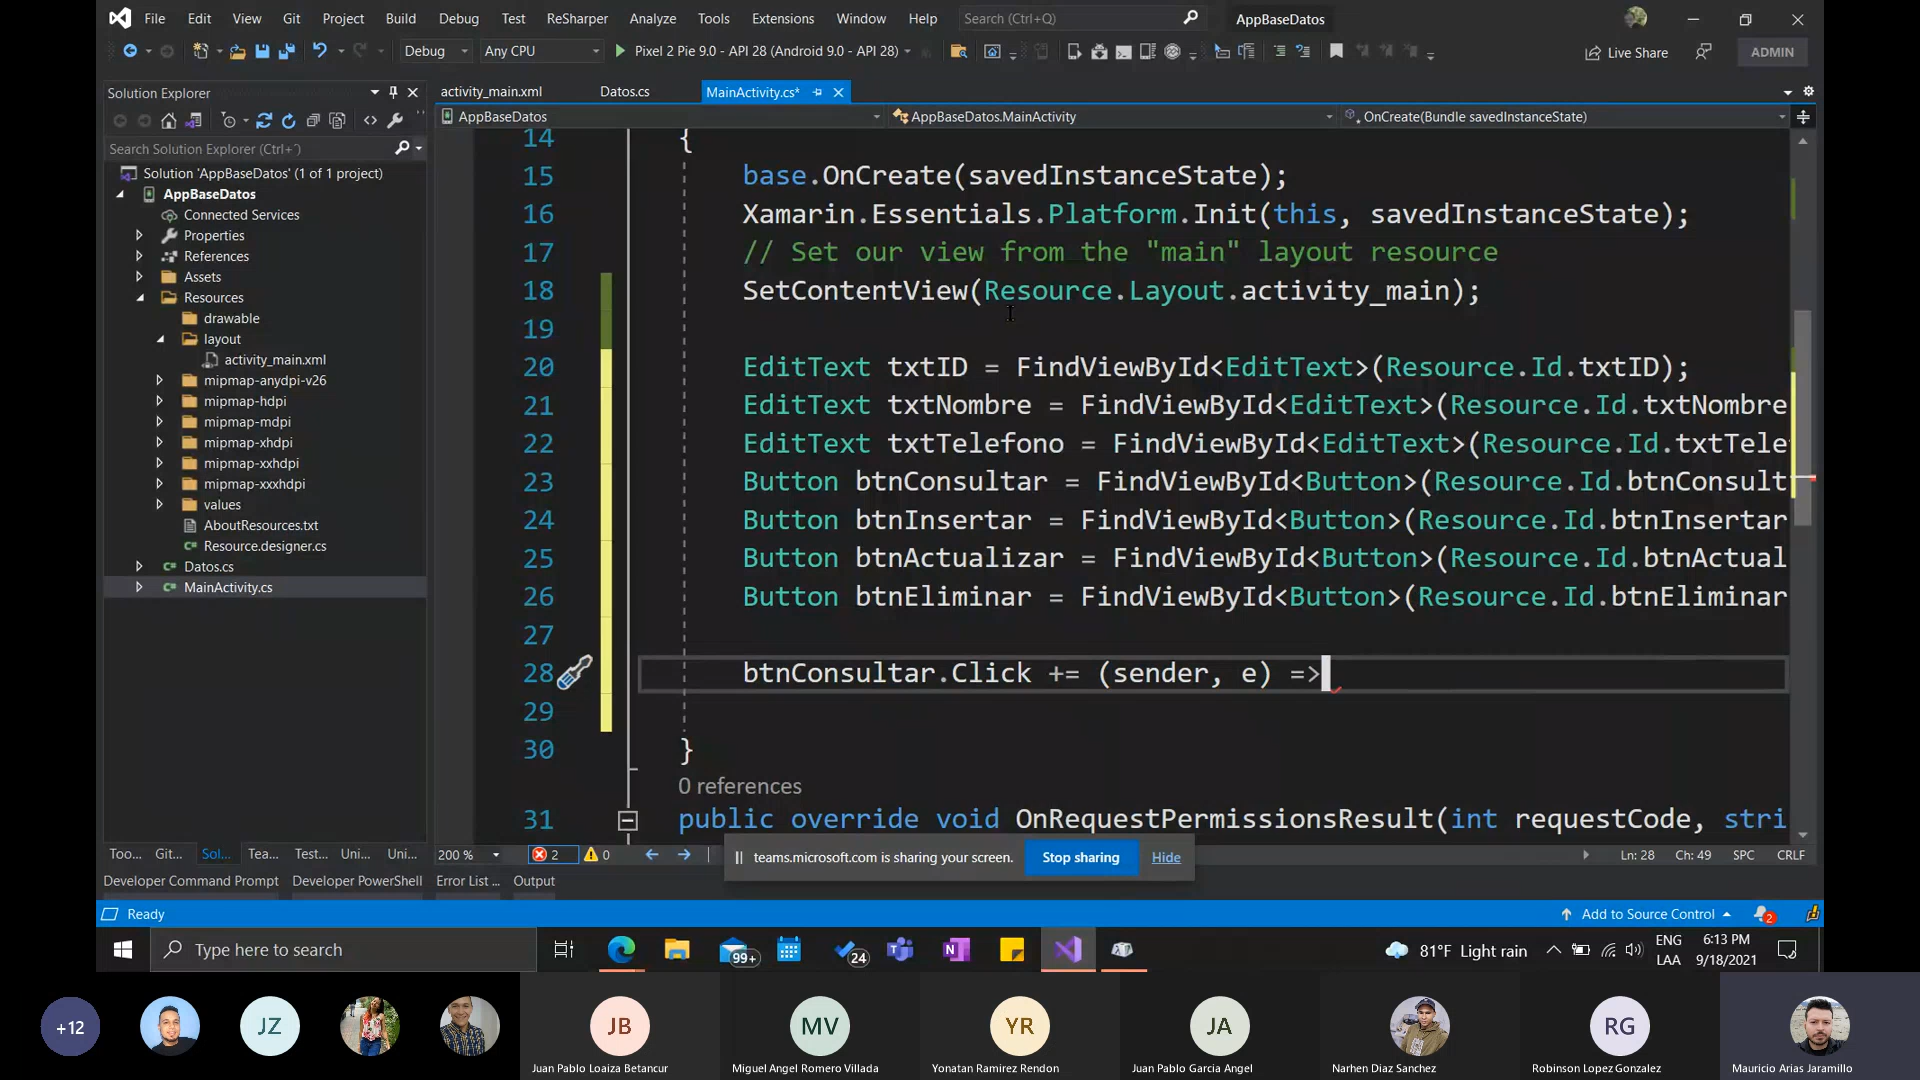 File Edit View Git Project Build Debug Test ReSharper Analyze Tools Extensions Window Help Search (Ctrl+Q) AppBaseDatos
Debug Any CPU Pixel 2 Pie 9.0 - API 28 (Android 9.0 - API 28) Live Share ADMIN
Solution Explorer
Search Solution Explorer (Ctrl+¨)
Solution 'AppBaseDatos' (1 of 1 project)
AppBaseDatos
Connected Services
Properties
References
Assets
Resources
drawable
layout
activity_main.xml
mipmap-anydpi-v26
mipmap-hdpi
mipmap-mdpi
mipmap-xhdpi
mipmap-xxhdpi
mipmap-xxxhdpi
values
AboutResources.txt
Resource.designer.cs
Datos.cs
MainActivity.cs
Too... Git... Sol... Tea... Test... Uni... Uni...
activity_main.xml Datos.cs MainActivity.cs*
AppBaseDatos AppBaseDatos.MainActivity OnCreate(Bundle savedInstanceState)
14 {
15 base.OnCreate(savedInstanceState);
16 Xamarin.Essentials.Platform.Init(this, savedInstanceState);
17 // Set our view from the "main" layout resource
18 SetContentView(Resource.Layout.activity_main);
19
20 EditText txtID = FindViewById<EditText>(Resource.Id.txtID);
21 EditText txtNombre = FindViewById<EditText>(Resource.Id.txtNombre
22 EditText txtTelefono = FindViewById<EditText>(Resource.Id.txtTele
23 Button btnConsultar = FindViewById<Button>(Resource.Id.btnConsult
24 Button btnInsertar = FindViewById<Button>(Resource.Id.btnInsertar
25 Button btnActualizar = FindViewById<Button>(Resource.Id.btnActual
26 Button btnEliminar = FindViewById<Button>(Resource.Id.btnEliminar
27
28 btnConsultar.Click += (sender, e) =>
29
30 }
0 references
31 public override void OnRequestPermissionsResult(int requestCode, stri
200 % 2 0 Ln: 28 Ch: 49 SPC CRLF
teams.microsoft.com is sharing your screen. Stop sharing Hide
Developer Command Prompt Developer PowerShell Error List ... Output
Ready Add to Source Control 2
Type here to search 99+ 24 81°F Light rain ENG LAA 6:13 PM 9/18/2021
+12 JZ JB MV YR JA RG
Juan Pablo Loaiza Betancur Miguel Angel Romero Villada Yonatan Ramirez Rendon Juan Pablo Garcia Angel Narhen Diaz Sanchez Robinson Lopez Gonzalez Mauricio Arias Jaramillo